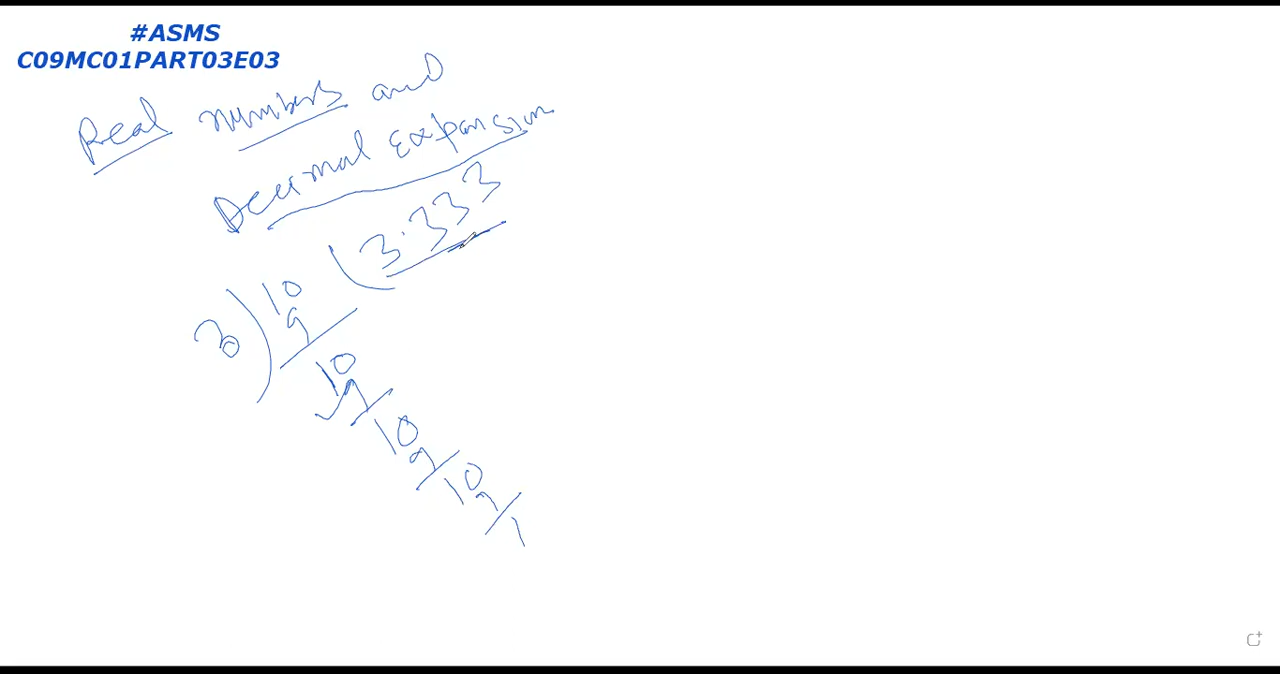 #ASMS
C09MC01PART03E03
Real numbers and
Decimal Expansion
3) 10 (3.333
9
10
9
10
9
10
9
1